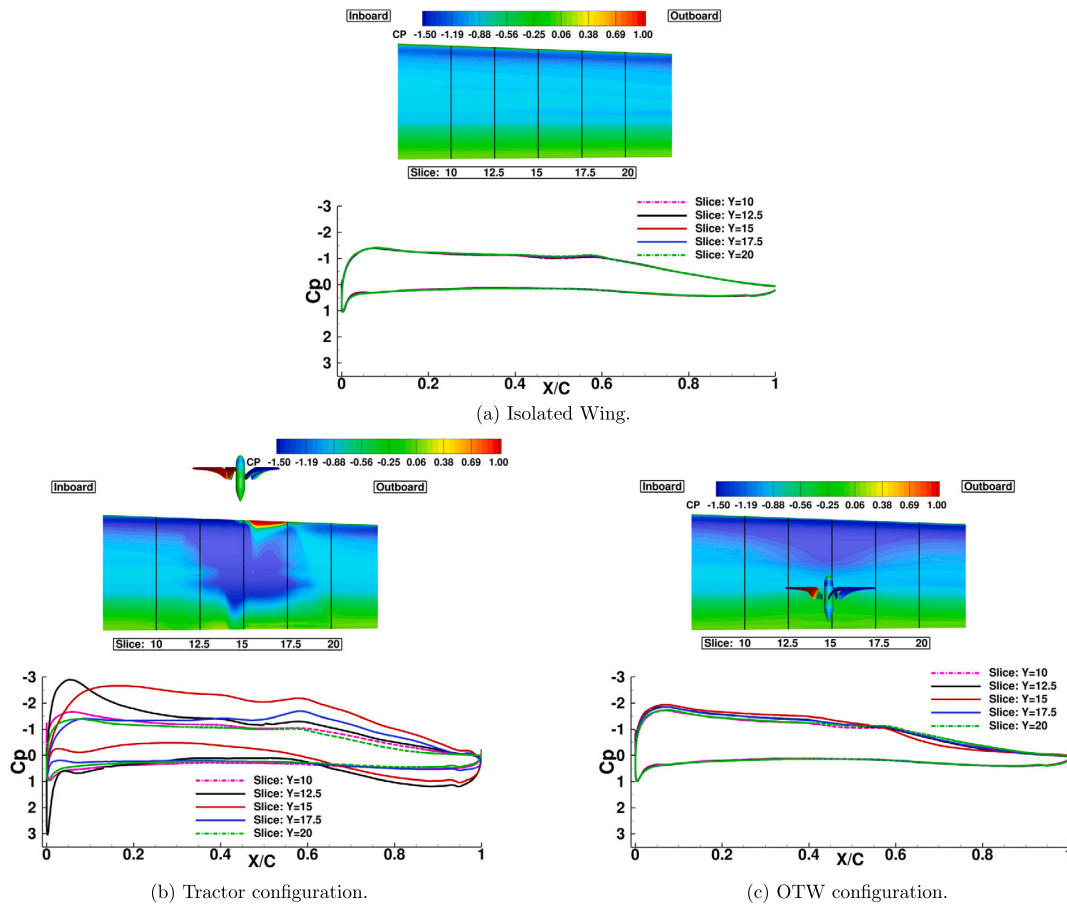 Inboard
Outboard
CP -1.50 -1.19 -0.88 -0.56 -0.25 0.06 0.38 0.69 1.00
Slice: 10 12.5 15 17.5 20
-3
-2
-1
0
1
2
3
Cp
Slice: Y=10
Slice: Y=12.5
Slice: Y=15
Slice: Y=17.5
Slice: Y=20
0 0.2 0.4 0.6 0.8 1
X/C
(a) Isolated Wing.
CP -1.50 -1.19 -0.88 -0.56 -0.25 0.06 0.38 0.69 1.00
Inboard
Outboard
Slice: 10 12.5 15 17.5 20
-3
-2
-1
0
1
2
3
Cp
Slice: Y=10
Slice: Y=12.5
Slice: Y=15
Slice: Y=17.5
Slice: Y=20
0 0.2 0.4 0.6 0.8 1
X/C
(b) Tractor configuration.
Inboard
Outboard
CP -1.50 -1.19 -0.88 -0.56 -0.25 0.06 0.38 0.69 1.00
Slice: 10 12.5 15 17.5 20
-3
-2
-1
0
1
2
3
Cp
Slice: Y=10
Slice: Y=12.5
Slice: Y=15
Slice: Y=17.5
Slice: Y=20
0 0.2 0.4 0.6 0.8 1
X/C
(c) OTW configuration.